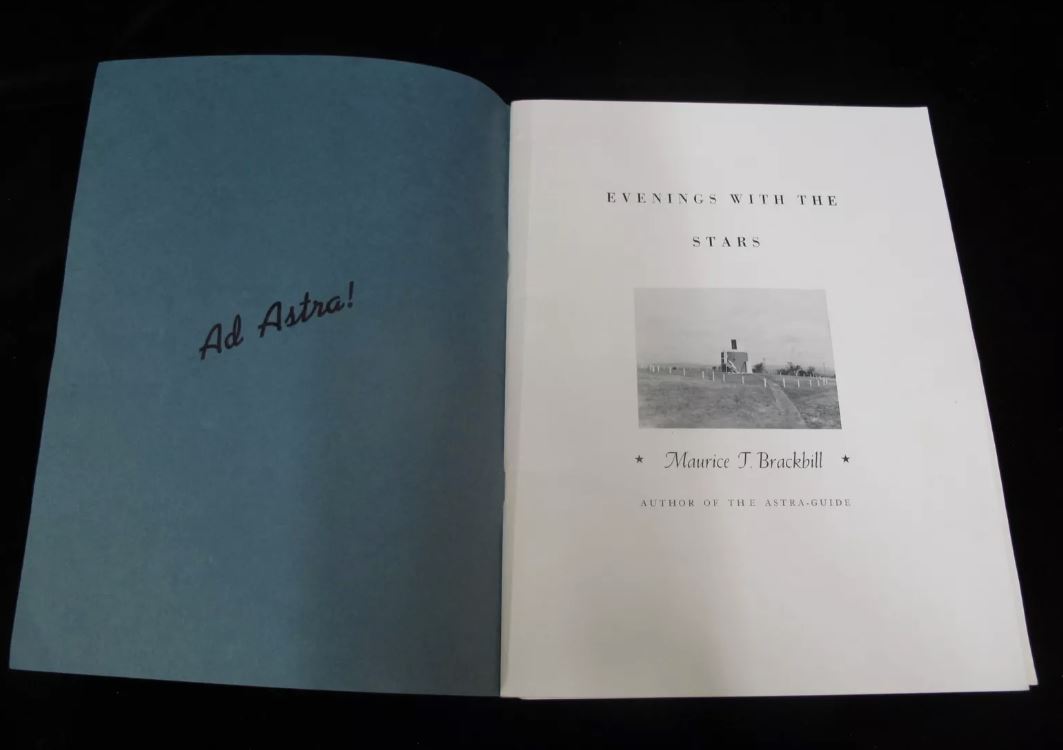 Ad Astra!
EVENINGS WITH THE
STARS
★ Maurice T. Brackbill ★
AUTHOR OF THE ASTRA-GUIDE